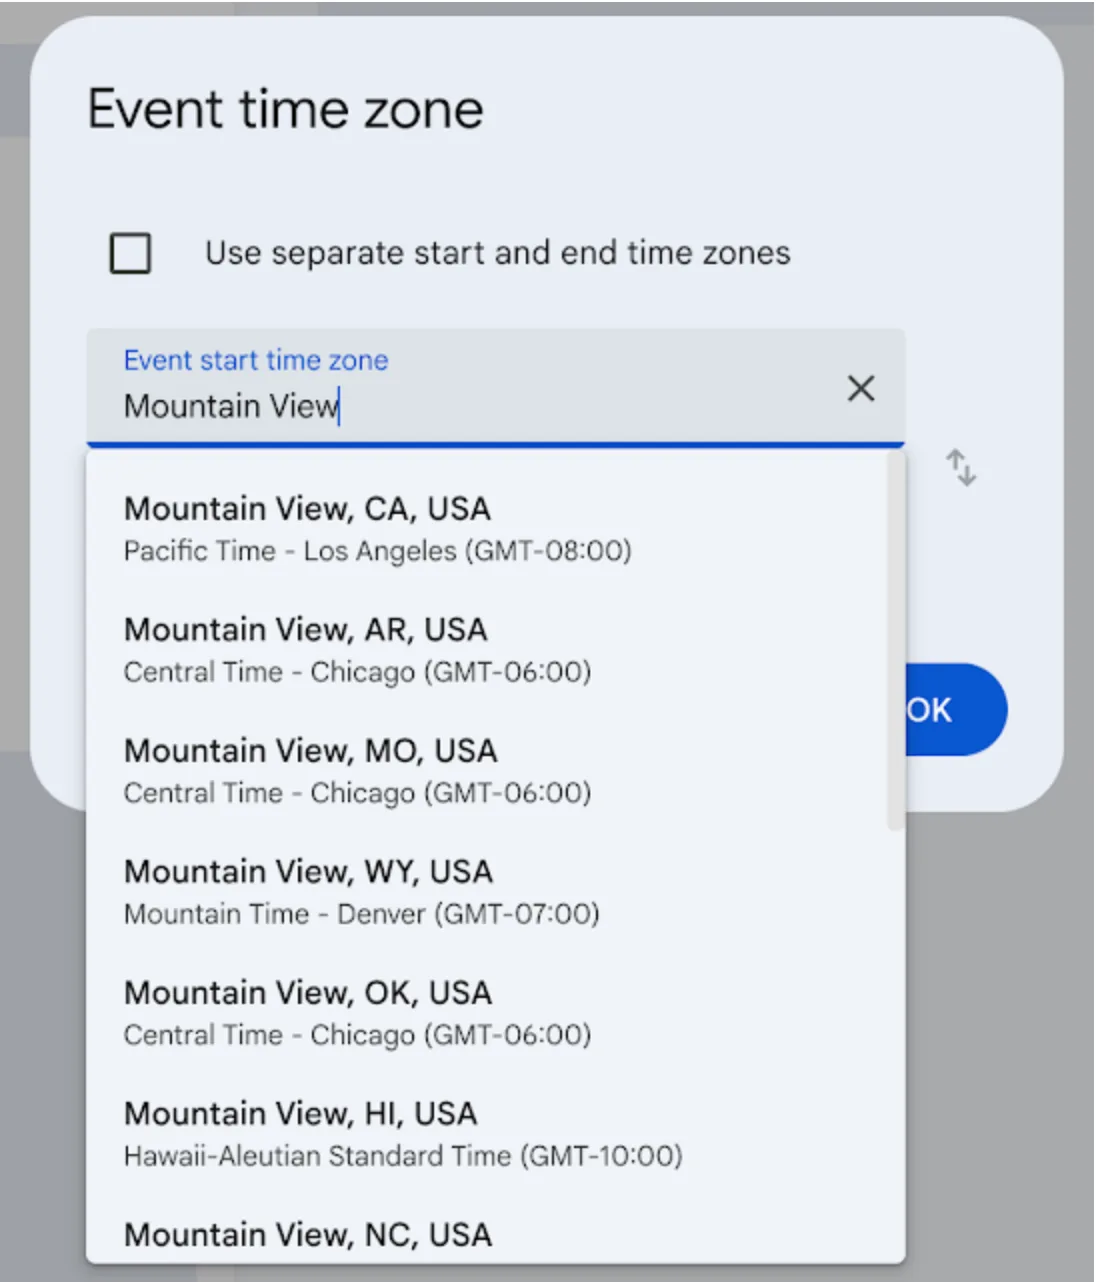 Event time zone
Use separate start and end time zones
Event start time zone
Mountain View
Mountain View, CA, USA
Pacific Time - Los Angeles (GMT-08:00)
Mountain View, AR, USA
Central Time - Chicago (GMT-06:00)
OK
Mountain View, MO, USA
Central Time - Chicago (GMT-06:00)
Mountain View, WY, USA
Mountain Time - Denver (GMT-07:00)
Mountain View, OK, USA
Central Time - Chicago (GMT-06:00)
Mountain View, HI, USA
Hawaii-Aleutian Standard Time (GMT-10:00)
Mountain View, NC, USA